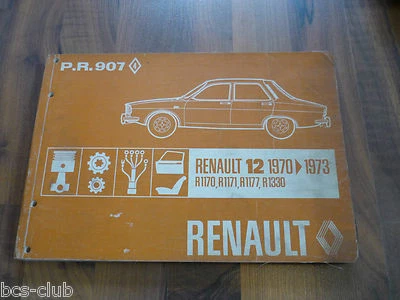 P.R. 907
RENAULT 12 1970 ▶ 1973
R1170, R1171, R1177, R1330
RENAULT
bcs-club